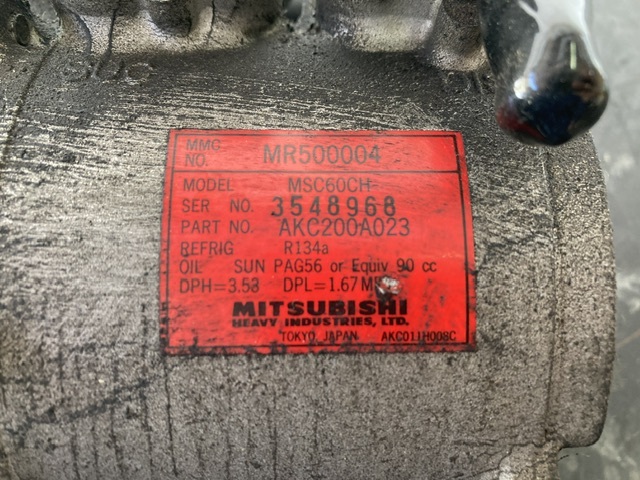 MMC NO. MR500004
MODEL MSC60CH
SER NO. 3548968
PART NO. AKC200A023
REFRIG R134a
OIL SUN PAG56 or Equiv 90 cc
DPH=3.53 DPL=1.67
MITSUBISHI
HEAVY INDUSTRIES, LTD.
TOKYO, JAPAN AKC011H008C